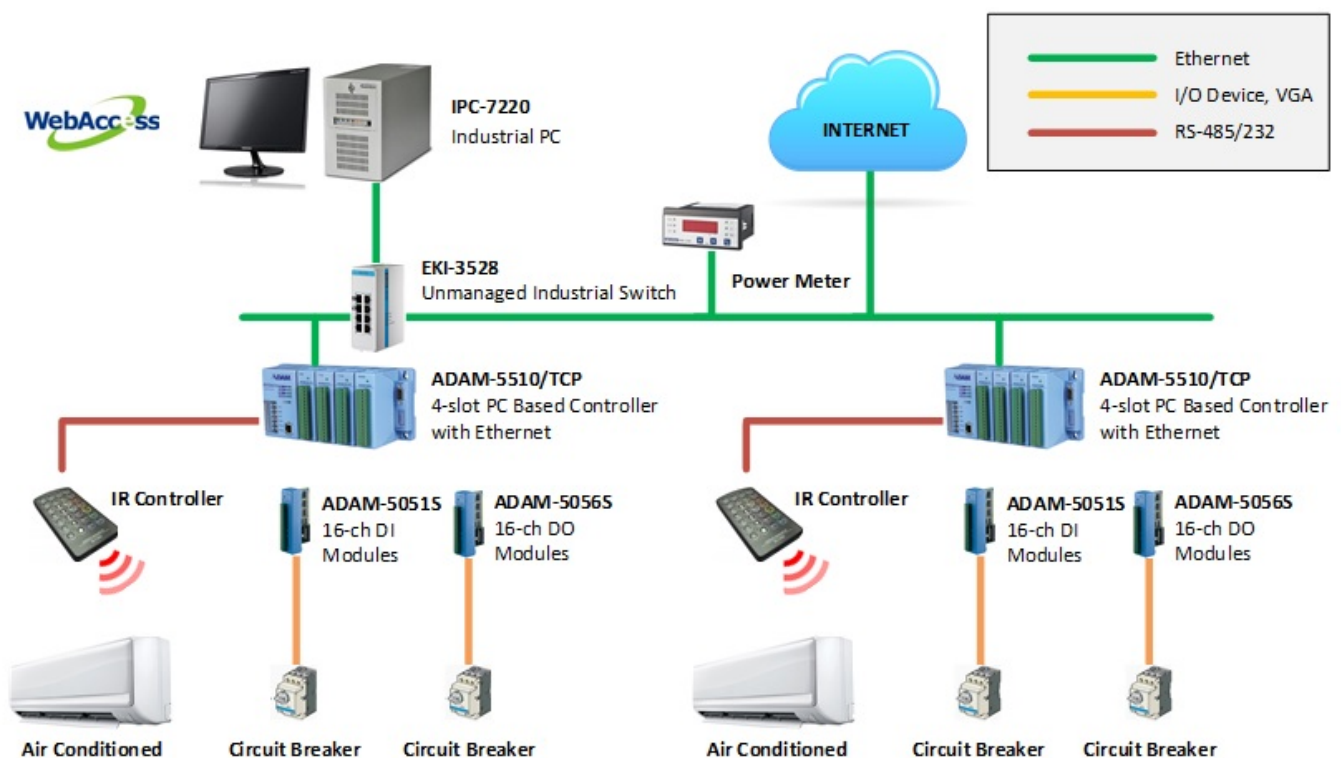 WebAccess
IPC-7220
Industrial PC
INTERNET
Ethernet
I/O Device, VGA
RS-485/232
EKI-3528
Unmanaged Industrial Switch
Power Meter
ADAM-5510/TCP
4-slot PC Based Controller
with Ethernet
ADAM-5510/TCP
4-slot PC Based Controller
with Ethernet
IR Controller
ADAM-5051S
16-ch DI
Modules
ADAM-5056S
16-ch DO
Modules
IR Controller
ADAM-5051S
16-ch DI
Modules
ADAM-5056S
16-ch DO
Modules
Air Conditioned
Circuit Breaker
Circuit Breaker
Air Conditioned
Circuit Breaker
Circuit Breaker